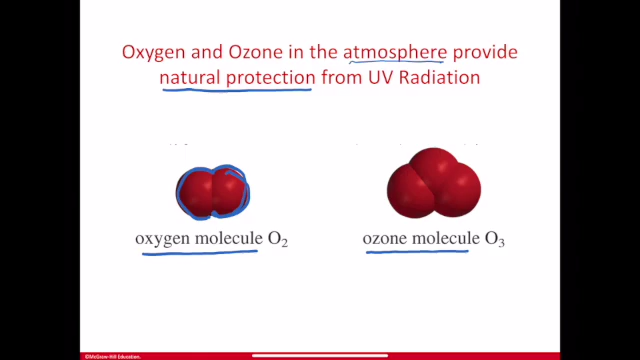 Oxygen and Ozone in the atmosphere provide
natural protection from UV Radiation
oxygen molecule O₂
ozone molecule O₃
McGraw-Hill Education.